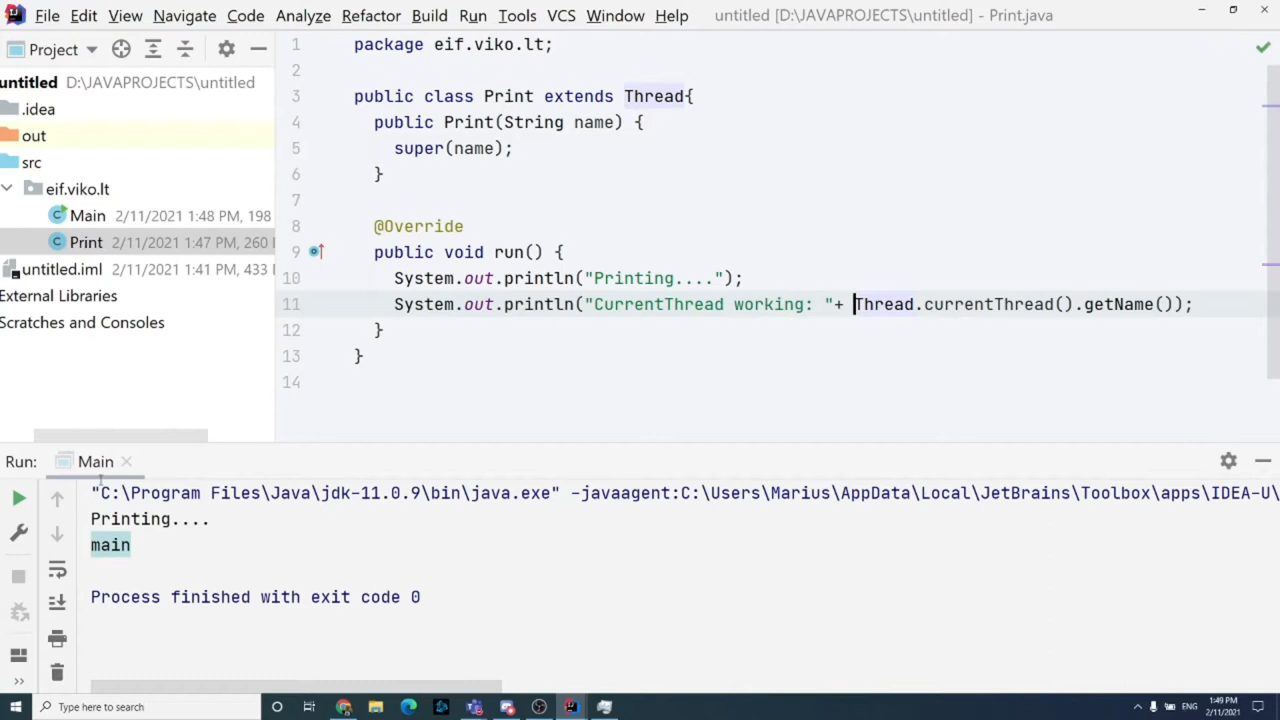 File Edit View Navigate Code Analyze Refactor Build Run Tools VCS Window Help untitled [D:\JAVAPROJECTS\untitled] - Print.java
Project
untitled D:\JAVAPROJECTS\untitled
.idea
out
src
eif.viko.lt
Main 2/11/2021 1:48 PM, 198
Print 2/11/2021 1:47 PM, 260
untitled.iml 2/11/2021 1:41 PM, 433
External Libraries
Scratches and Consoles
1 package eif.viko.lt;
2
3 public class Print extends Thread{
4 public Print(String name) {
5 super(name);
6 }
7
8 @Override
9 public void run() {
10 System.out.println("Printing....");
11 System.out.println("CurrentThread working: "+ Thread.currentThread().getName());
12 }
13 }
14
Run: Main
"C:\Program Files\Java\jdk-11.0.9\bin\java.exe" -javaagent:C:\Users\Marius\AppData\Local\JetBrains\Toolbox\apps\IDEA-U\
Printing....
main
Process finished with exit code 0
Type here to search
ENG
1:49 PM
2/11/2021